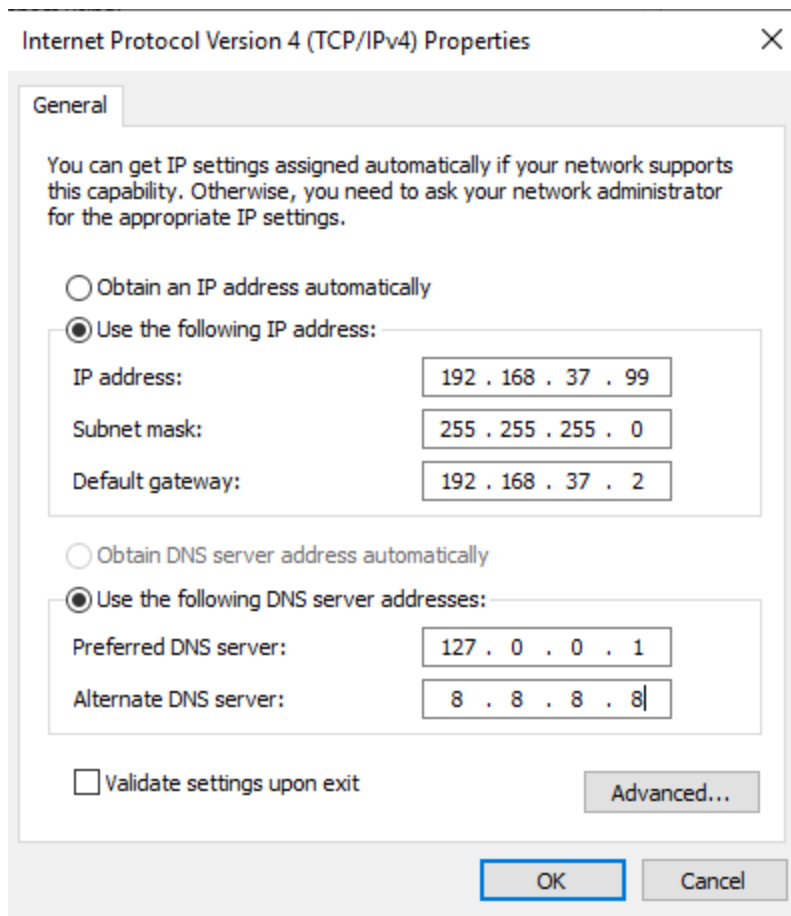 Internet Protocol Version 4 (TCP/IPv4) Properties
General
You can get IP settings assigned automatically if your network supports
this capability. Otherwise, you need to ask your network administrator
for the appropriate IP settings.
Obtain an IP address automatically
Use the following IP address:
IP address: 192 . 168 . 37 . 99
Subnet mask: 255 . 255 . 255 . 0
Default gateway: 192 . 168 . 37 . 2
Obtain DNS server address automatically
Use the following DNS server addresses:
Preferred DNS server: 127 . 0 . 0 . 1
Alternate DNS server: 8 . 8 . 8 . 8
Validate settings upon exit
Advanced...
OK Cancel